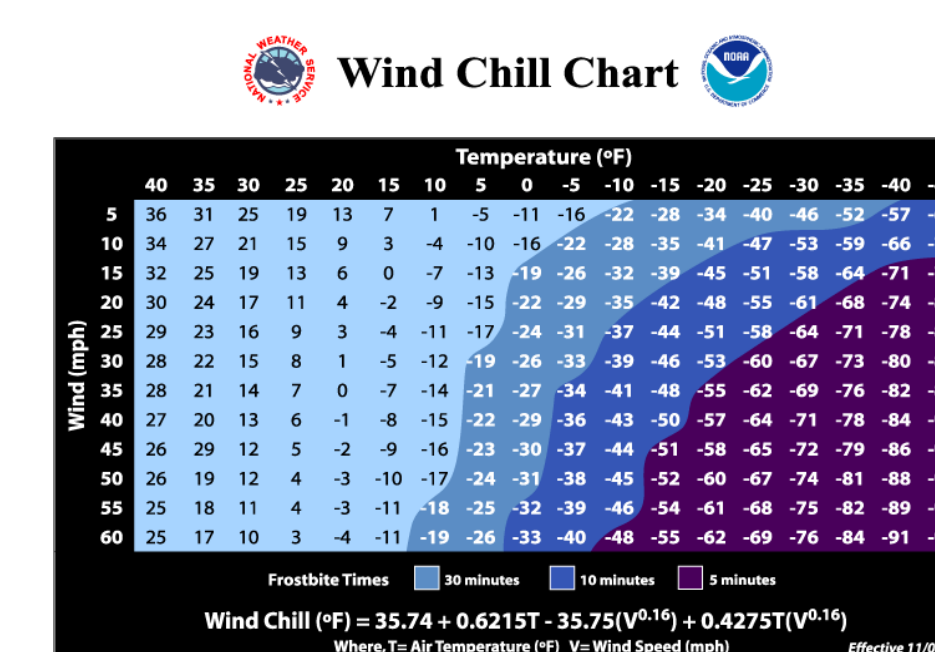 NATIONAL WEATHER SERVICE
Wind Chill Chart
NOAA
Temperature (ºF)
40 35 30 25 20 15 10 5 0 -5 -10 -15 -20 -25 -30 -35 -40
Wind (mph)
5 36 31 25 19 13 7 1 -5 -11 -16 -22 -28 -34 -40 -46 -52 -57
10 34 27 21 15 9 3 -4 -10 -16 -22 -28 -35 -41 -47 -53 -59 -66
15 32 25 19 13 6 0 -7 -13 -19 -26 -32 -39 -45 -51 -58 -64 -71
20 30 24 17 11 4 -2 -9 -15 -22 -29 -35 -42 -48 -55 -61 -68 -74
25 29 23 16 9 3 -4 -11 -17 -24 -31 -37 -44 -51 -58 -64 -71 -78
30 28 22 15 8 1 -5 -12 -19 -26 -33 -39 -46 -53 -60 -67 -73 -80
35 28 21 14 7 0 -7 -14 -21 -27 -34 -41 -48 -55 -62 -69 -76 -82
40 27 20 13 6 -1 -8 -15 -22 -29 -36 -43 -50 -57 -64 -71 -78 -84
45 26 29 12 5 -2 -9 -16 -23 -30 -37 -44 -51 -58 -65 -72 -79 -86
50 26 19 12 4 -3 -10 -17 -24 -31 -38 -45 -52 -60 -67 -74 -81 -88
55 25 18 11 4 -3 -11 -18 -25 -32 -39 -46 -54 -61 -68 -75 -82 -89
60 25 17 10 3 -4 -11 -19 -26 -33 -40 -48 -55 -62 -69 -76 -84 -91
Frostbite Times 30 minutes 10 minutes 5 minutes
Wind Chill (ºF) = 35.74 + 0.6215T - 35.75(V^0.16) + 0.4275T(V^0.16)
Where, T= Air Temperature (ºF) V= Wind Speed (mph)
Effective 11/0